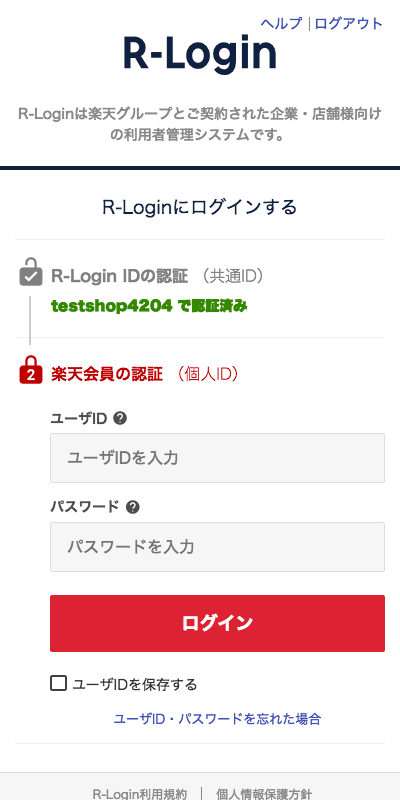 ヘルプ | ログアウト
R-Login
R-Loginは楽天グループとご契約された企業・店舗様向け
の利用者管理システムです。
R-Loginにログインする
R-Login IDの認証 （共通ID）
testshop4204 で認証済み
2 楽天会員の認証 （個人ID）
ユーザID ?
ユーザIDを入力
パスワード ?
パスワードを入力
ログイン
ユーザIDを保存する
ユーザID・パスワードを忘れた場合
R-Login利用規約 | 個人情報保護方針